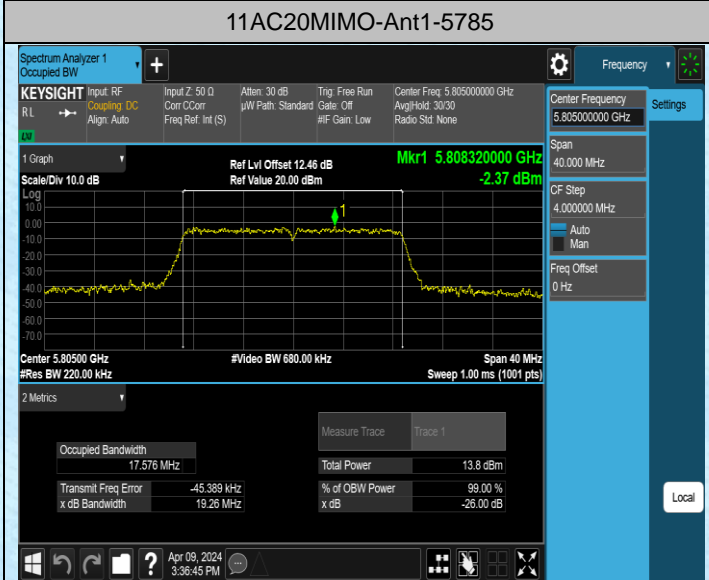 11AC20MIMO-Ant1-5785
Spectrum Analyzer 1
Occupied BW
+
Frequency
KEYSIGHT
RL
LXI
Input: RF
Coupling: DC
Align: Auto
Input Z: 50 Ω
Corr CCorr
Freq Ref: Int (S)
Atten: 30 dB
µW Path: Standard
Trig: Free Run
Gate: Off
#IF Gain: Low
Center Freq: 5.805000000 GHz
Avg|Hold: 30/30
Radio Std: None
Center Frequency
5.805000000 GHz
Settings
Span
40.000 MHz
CF Step
4.000000 MHz
Auto
Man
Freq Offset
0 Hz
1 Graph
Scale/Div 10.0 dB
Ref Lvl Offset 12.46 dB
Ref Value 20.00 dBm
Mkr1 5.808320000 GHz
-2.37 dBm
Log
10.0
0.00
-10.0
-20.0
-30.0
-40.0
-50.0
-60.0
-70.0
1
Center 5.80500 GHz
#Res BW 220.00 kHz
#Video BW 680.00 kHz
Span 40 MHz
Sweep 1.00 ms (1001 pts)
2 Metrics
Measure Trace Trace 1
Occupied Bandwidth
17.576 MHz
Total Power 13.8 dBm
Transmit Freq Error -45.389 kHz
% of OBW Power 99.00 %
x dB Bandwidth 19.26 MHz
x dB -26.00 dB
Local
?
Apr 09, 2024
3:36:45 PM